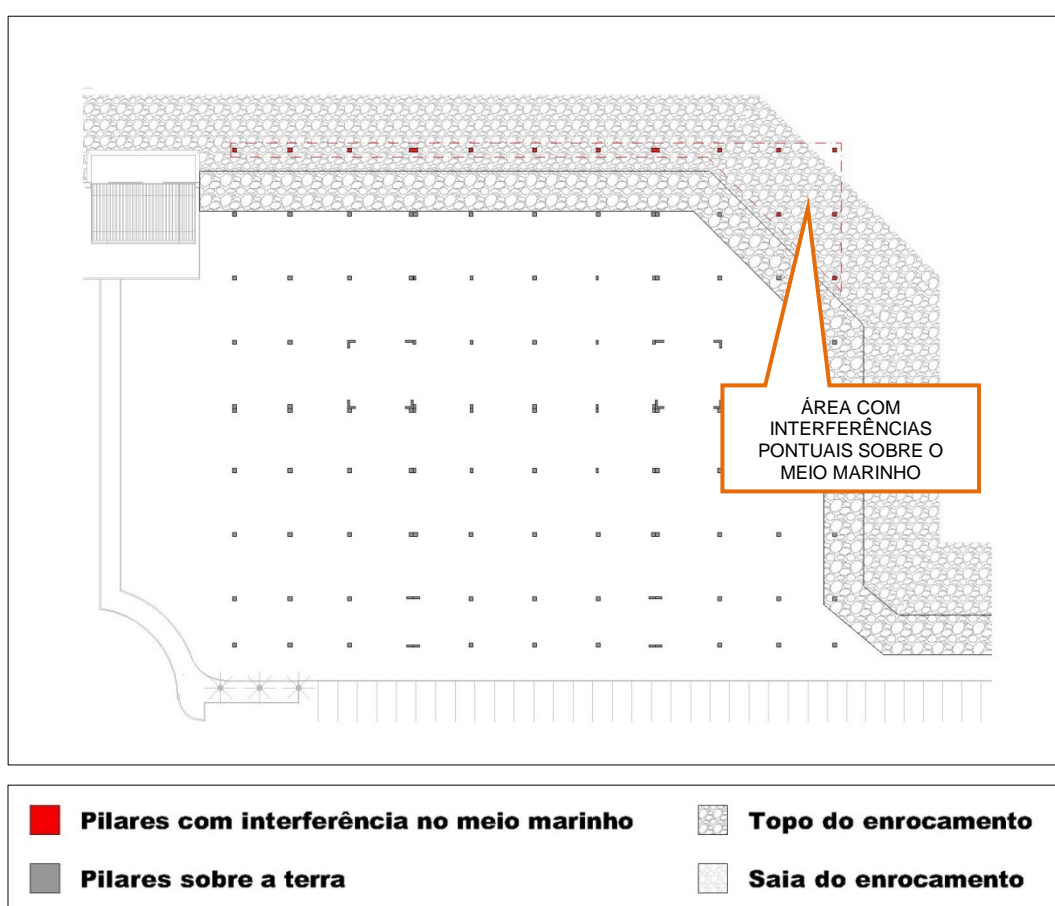 ÁREA COM
INTERFERÊNCIAS
PONTUAIS SOBRE O
MEIO MARINHO
Pilares com interferência no meio marinho
Topo do enrocamento
Pilares sobre a terra
Saia do enrocamento